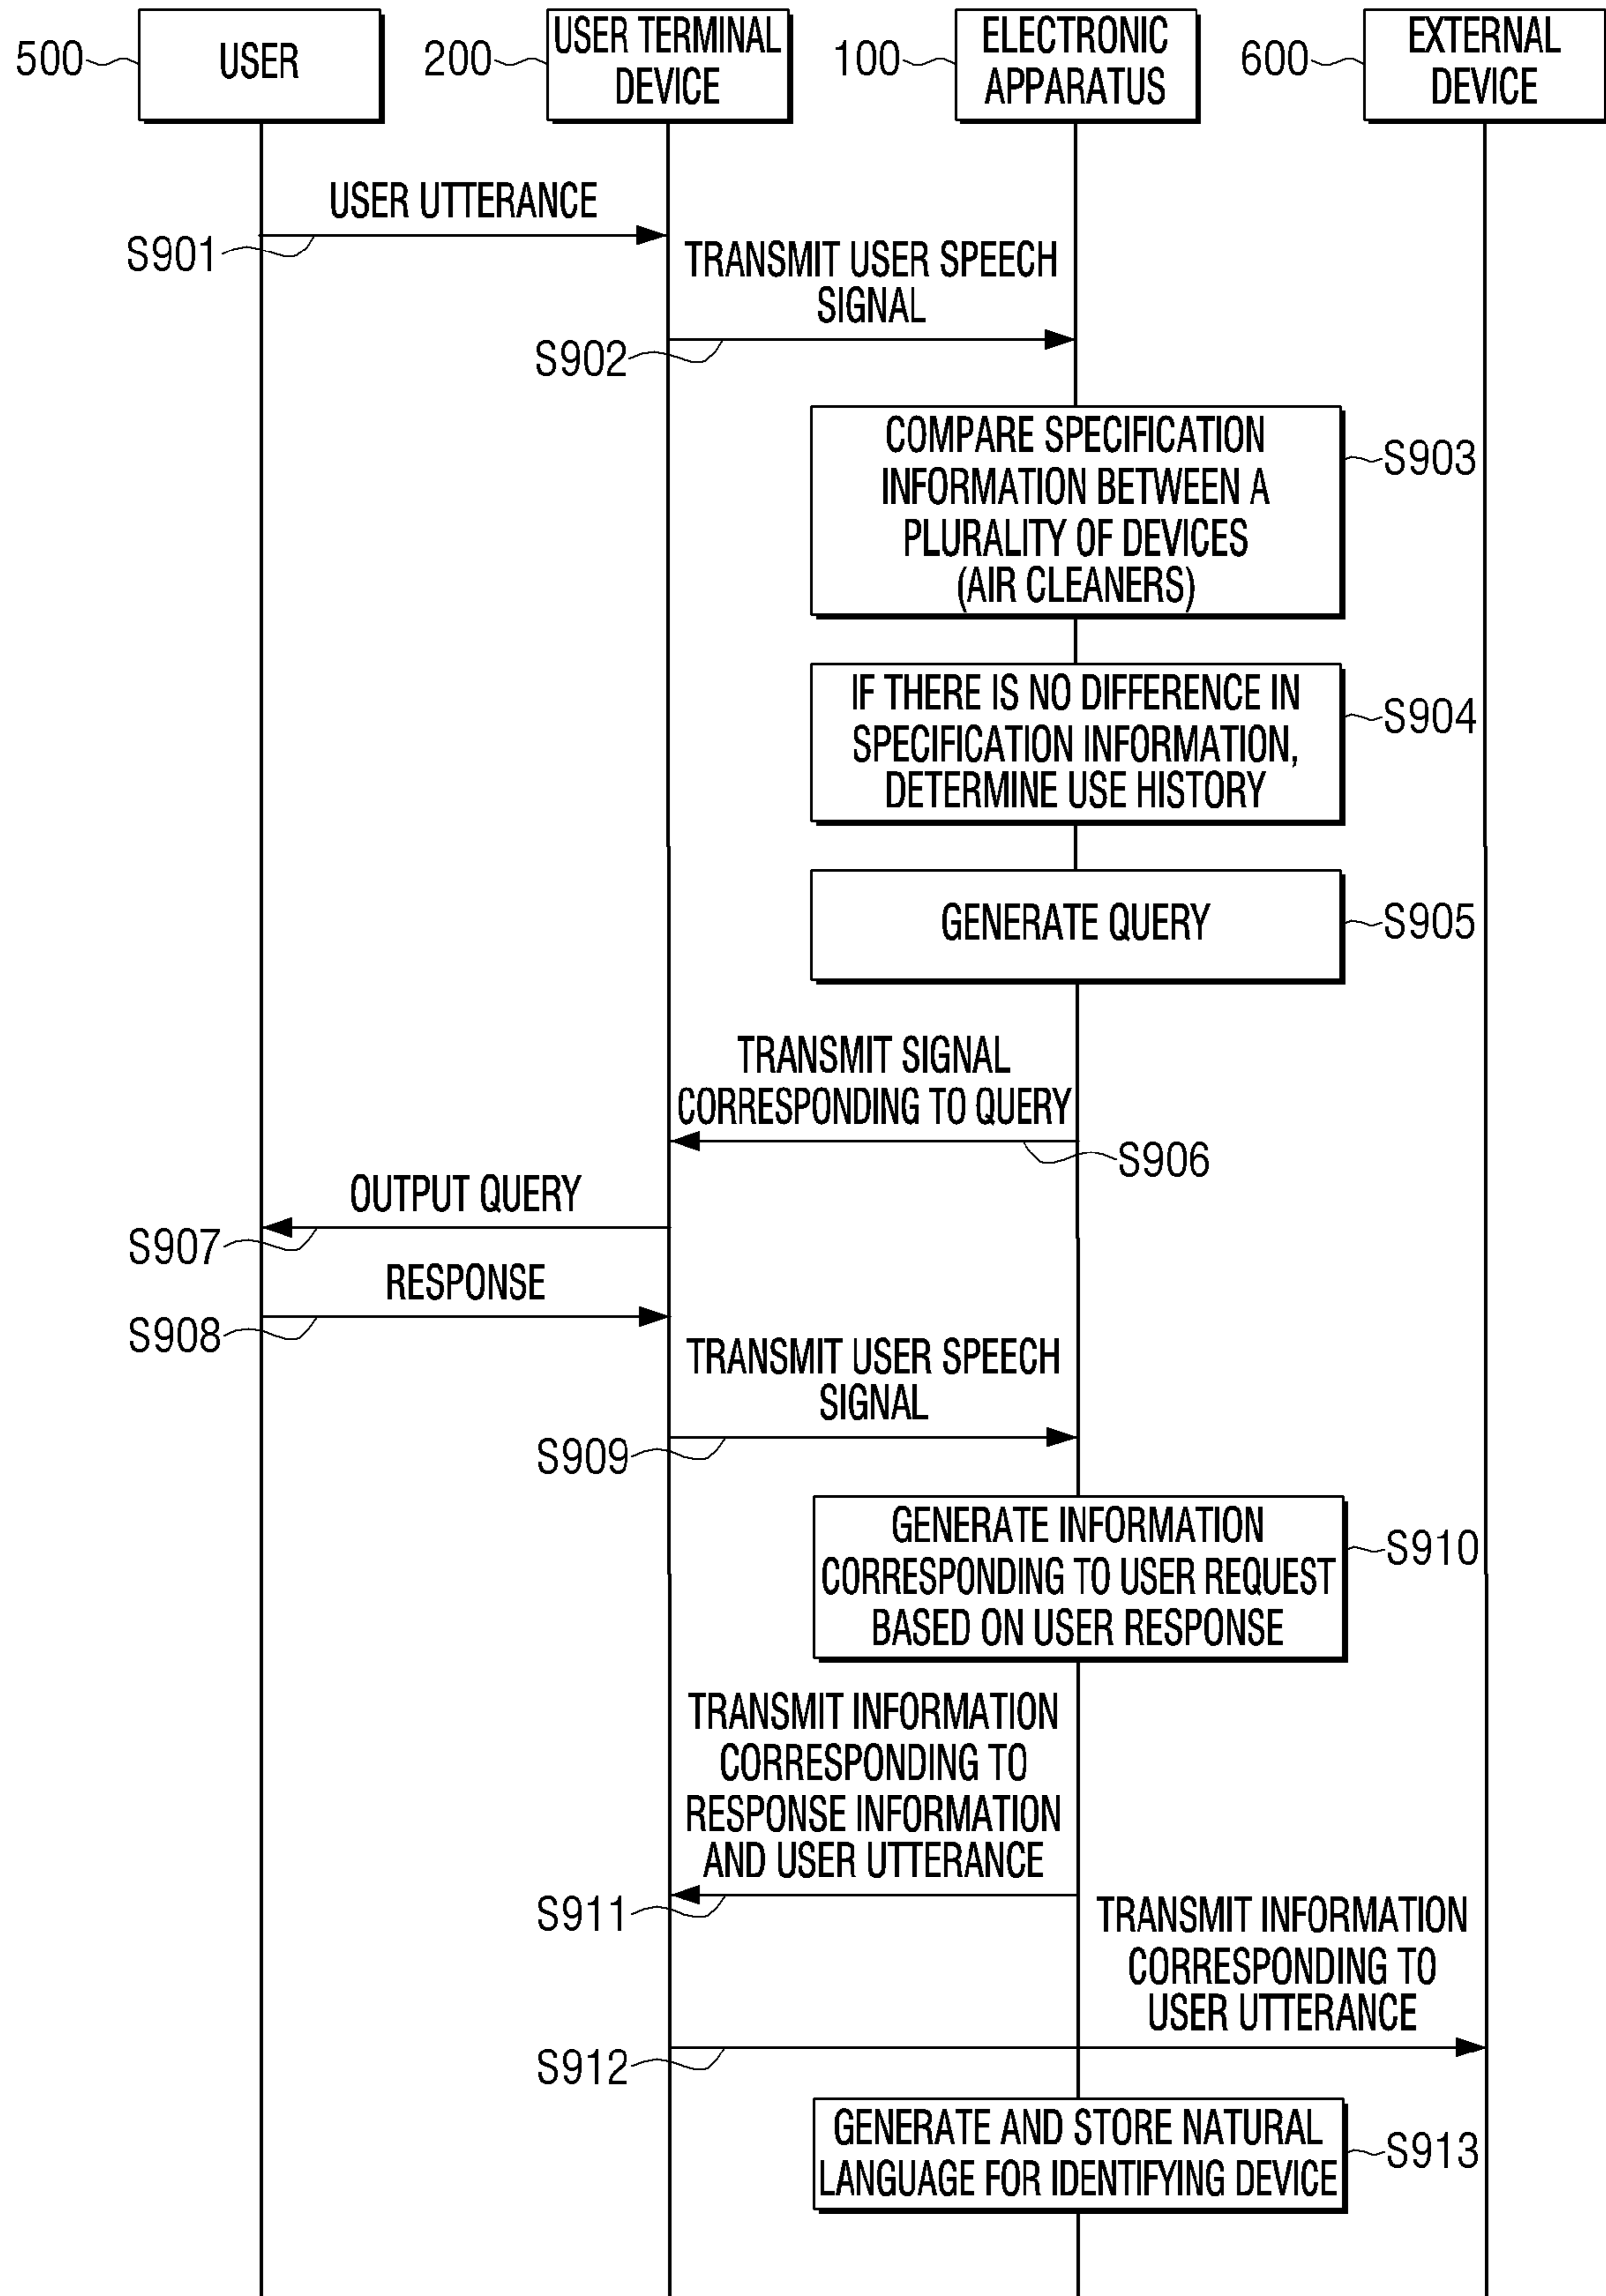 500
USER
200
USER TERMINAL
DEVICE
100
ELECTRONIC
APPARATUS
600
EXTERNAL
DEVICE
USER UTTERANCE
S901
TRANSMIT USER SPEECH
SIGNAL
S902
COMPARE SPECIFICATION
INFORMATION BETWEEN A
PLURALITY OF DEVICES
(AIR CLEANERS)
S903
IF THERE IS NO DIFFERENCE IN
SPECIFICATION INFORMATION,
DETERMINE USE HISTORY
S904
GENERATE QUERY
S905
TRANSMIT SIGNAL
CORRESPONDING TO QUERY
S906
OUTPUT QUERY
S907
RESPONSE
S908
TRANSMIT USER SPEECH
SIGNAL
S909
GENERATE INFORMATION
CORRESPONDING TO USER REQUEST
BASED ON USER RESPONSE
S910
TRANSMIT INFORMATION
CORRESPONDING TO
RESPONSE INFORMATION
AND USER UTTERANCE
S911
TRANSMIT INFORMATION
CORRESPONDING TO
USER UTTERANCE
S912
GENERATE AND STORE NATURAL
LANGUAGE FOR IDENTIFYING DEVICE
S913